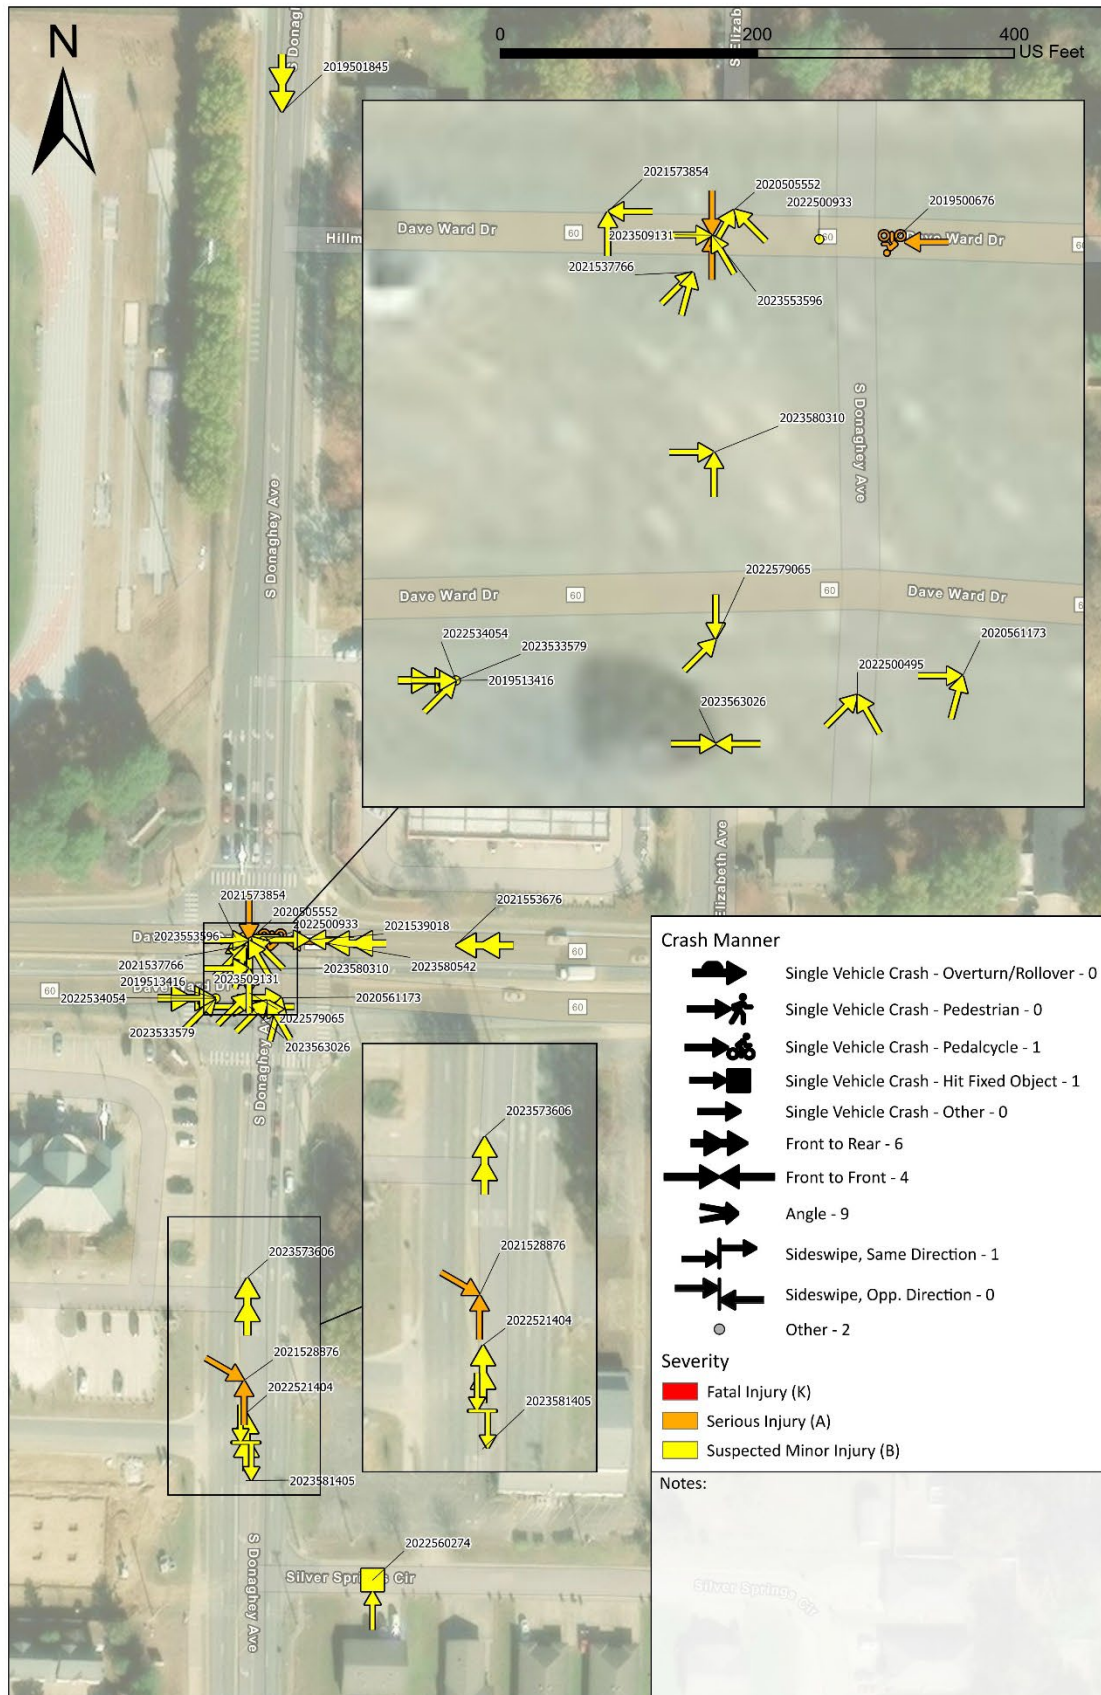 N
0 200 400
US Feet
S Donagh
S Elizab
2019501845
2021573854
2020505552
2022500933
2019500676
Dave Ward Dr
60
60
Dave Ward Dr
60
Hillm
2023509131
2021537766
2023553596
2023580310
S Donaghey Ave
S Donaghey Ave
2022579065
Dave Ward Dr
60
60
Dave Ward Dr
6
2022534054
2023533579
2019513416
2022500495
2020561173
2023563026
Elizabeth Ave
2021573854
2020505552
2022500933
2021539018
2021553676
2023553596
60
2021537766
2023580310
2023580542
2019513416
2023509131
60
2022534054
2020561173
60
2022579065
2023533579
2023563026
S Donaghey Ave
2023573606
2021528876
2022521404
2023581405
2023573606
2021528876
2022521404
2023581405
2022560274
Silver Springs Cir
S Donaghey Ave
Crash Manner
Single Vehicle Crash - Overturn/Rollover - 0
Single Vehicle Crash - Pedestrian - 0
Single Vehicle Crash - Pedalcycle - 1
Single Vehicle Crash - Hit Fixed Object - 1
Single Vehicle Crash - Other - 0
Front to Rear - 6
Front to Front - 4
Angle - 9
Sideswipe, Same Direction - 1
Sideswipe, Opp. Direction - 0
Other - 2
Severity
Fatal Injury (K)
Serious Injury (A)
Suspected Minor Injury (B)
Notes:
Silver Springs Cir